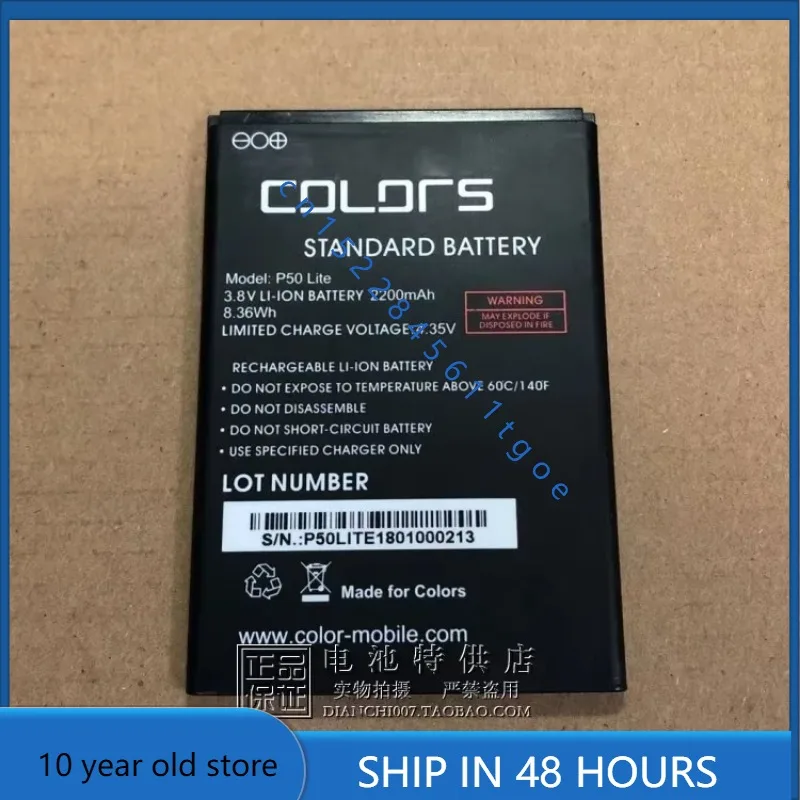 COLORS
STANDARD BATTERY
Model: P50 Lite
3.8V LI-ION BATTERY 2200mAh
8.36Wh
LIMITED CHARGE VOLTAGE:4.35V
WARNING
MAY EXPLODE IF
DISPOSED IN FIRE
RECHARGEABLE LI-ION BATTERY
• DO NOT EXPOSE TO TEMPERATURE ABOVE 60C/140F
• DO NOT DISASSEMBLE
• DO NOT SHORT-CIRCUIT BATTERY
• USE SPECIFIED CHARGER ONLY
LOT NUMBER
S/N.:P50LITE1801000213
Made for Colors
www.color-mobile.com
cn1522845611tgoe
正品
保证
电池特供店
实物拍摄 严禁盗用
DIANCHI007.TAOBAO.COM
10 year old store
SHIP IN 48 HOURS